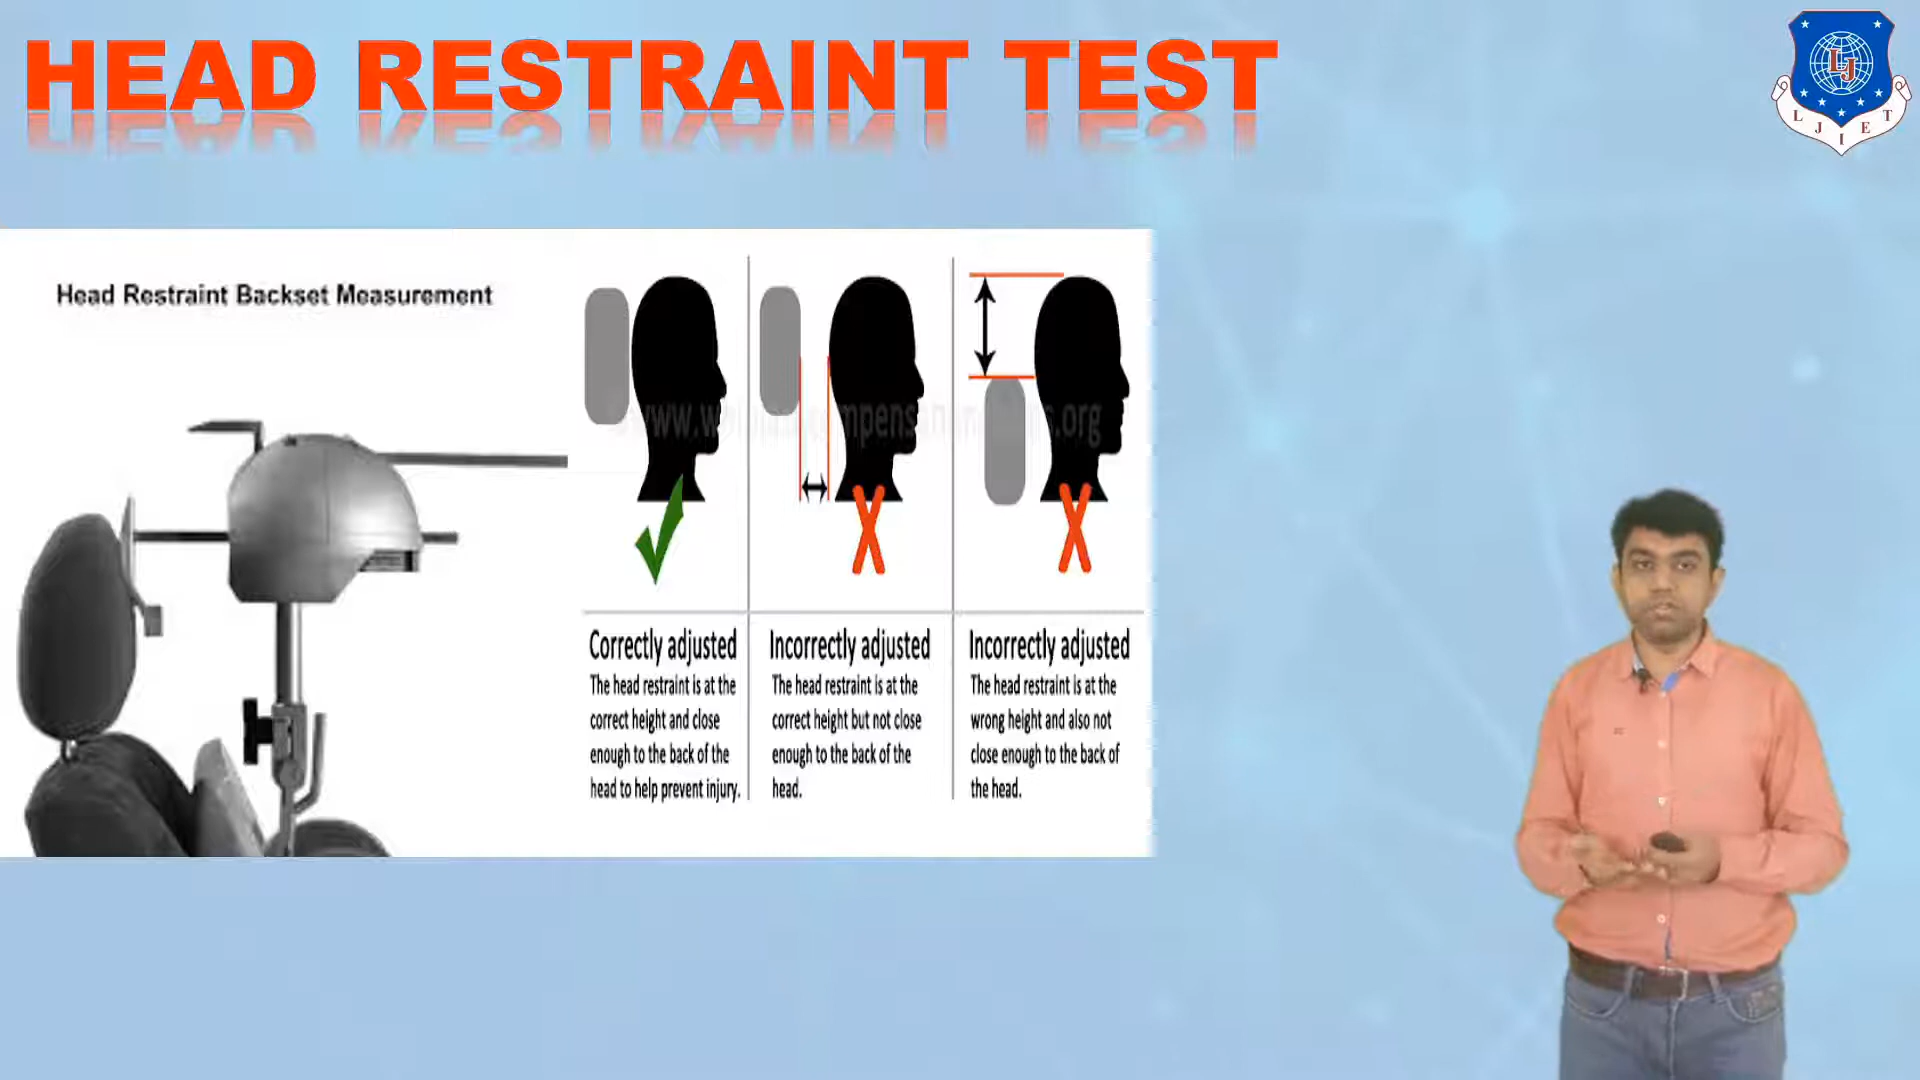 HEAD RESTRAINT TEST
LJ
L J I E T
Head Restraint Backset Measurement
Correctly adjusted
The head restraint is at the
correct height and close
enough to the back of the
head to help prevent injury.
Incorrectly adjusted
The head restraint is at the
correct height but not close
enough to the back of the
head.
Incorrectly adjusted
The head restraint is at the
wrong height and also not
close enough to the back of
the head.